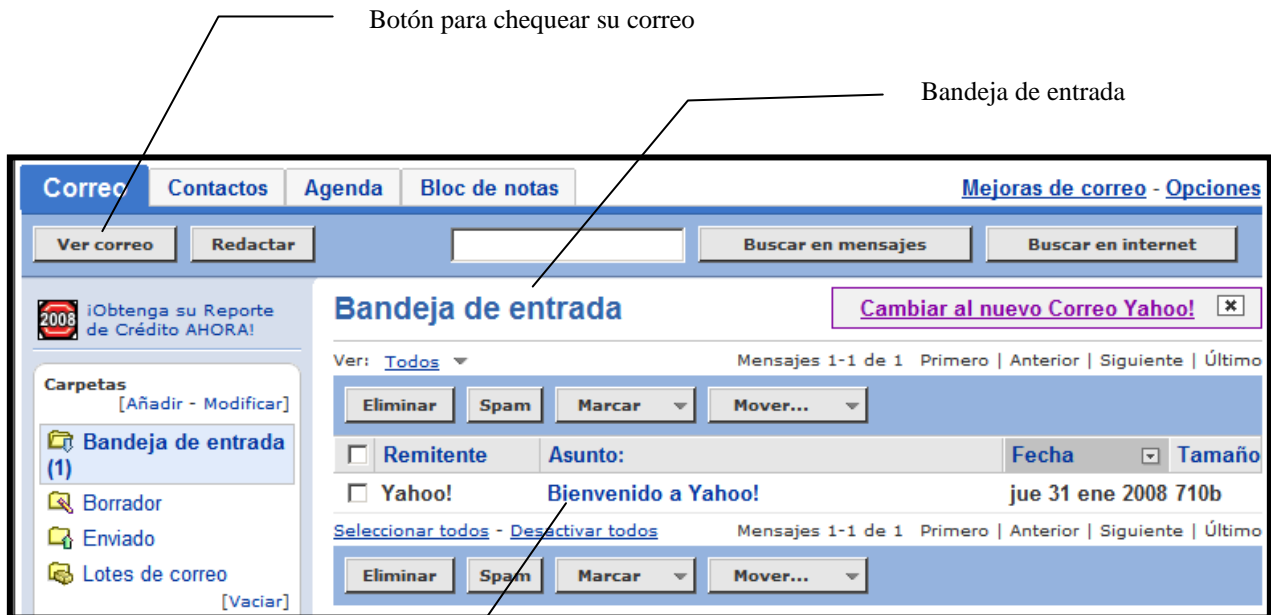 Botón para chequear su correo
Bandeja de entrada
Correo Contactos Agenda Bloc de notas Mejoras de correo - Opciones
Ver correo Redactar Buscar en mensajes Buscar en internet
2008 ¡Obtenga su Reporte
de Crédito AHORA!
Bandeja de entrada Cambiar al nuevo Correo Yahoo!
Ver: Todos Mensajes 1-1 de 1 Primero | Anterior | Siguiente | Último
Carpetas
[Añadir - Modificar]
Eliminar Spam Marcar Mover...
Bandeja de entrada
(1)
Remitente Asunto: Fecha Tamaño
Yahoo! Bienvenido a Yahoo! jue 31 ene 2008 710b
Borrador
Enviado
Seleccionar todos - Desactivar todos Mensajes 1-1 de 1 Primero | Anterior | Siguiente | Último
Lotes de correo
[Vaciar]
Eliminar Spam Marcar Mover...